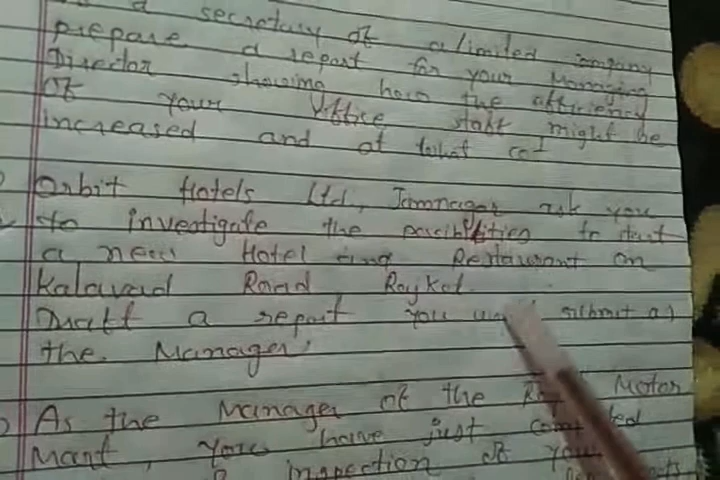 a secretary of a limited company
prepare a report for your Managing
Director showing how the efficiency
of your office staff might be
increased and at what cot
Orbit Hotels Ltd., Jamnagar ask you
to investigate the to start
a new Hotel and Restaurant on
Kalavad Road Rajkot.
Draft a report you submit as
the Manager.
As the Manager of the Motor
Mart, you have just
inspection of